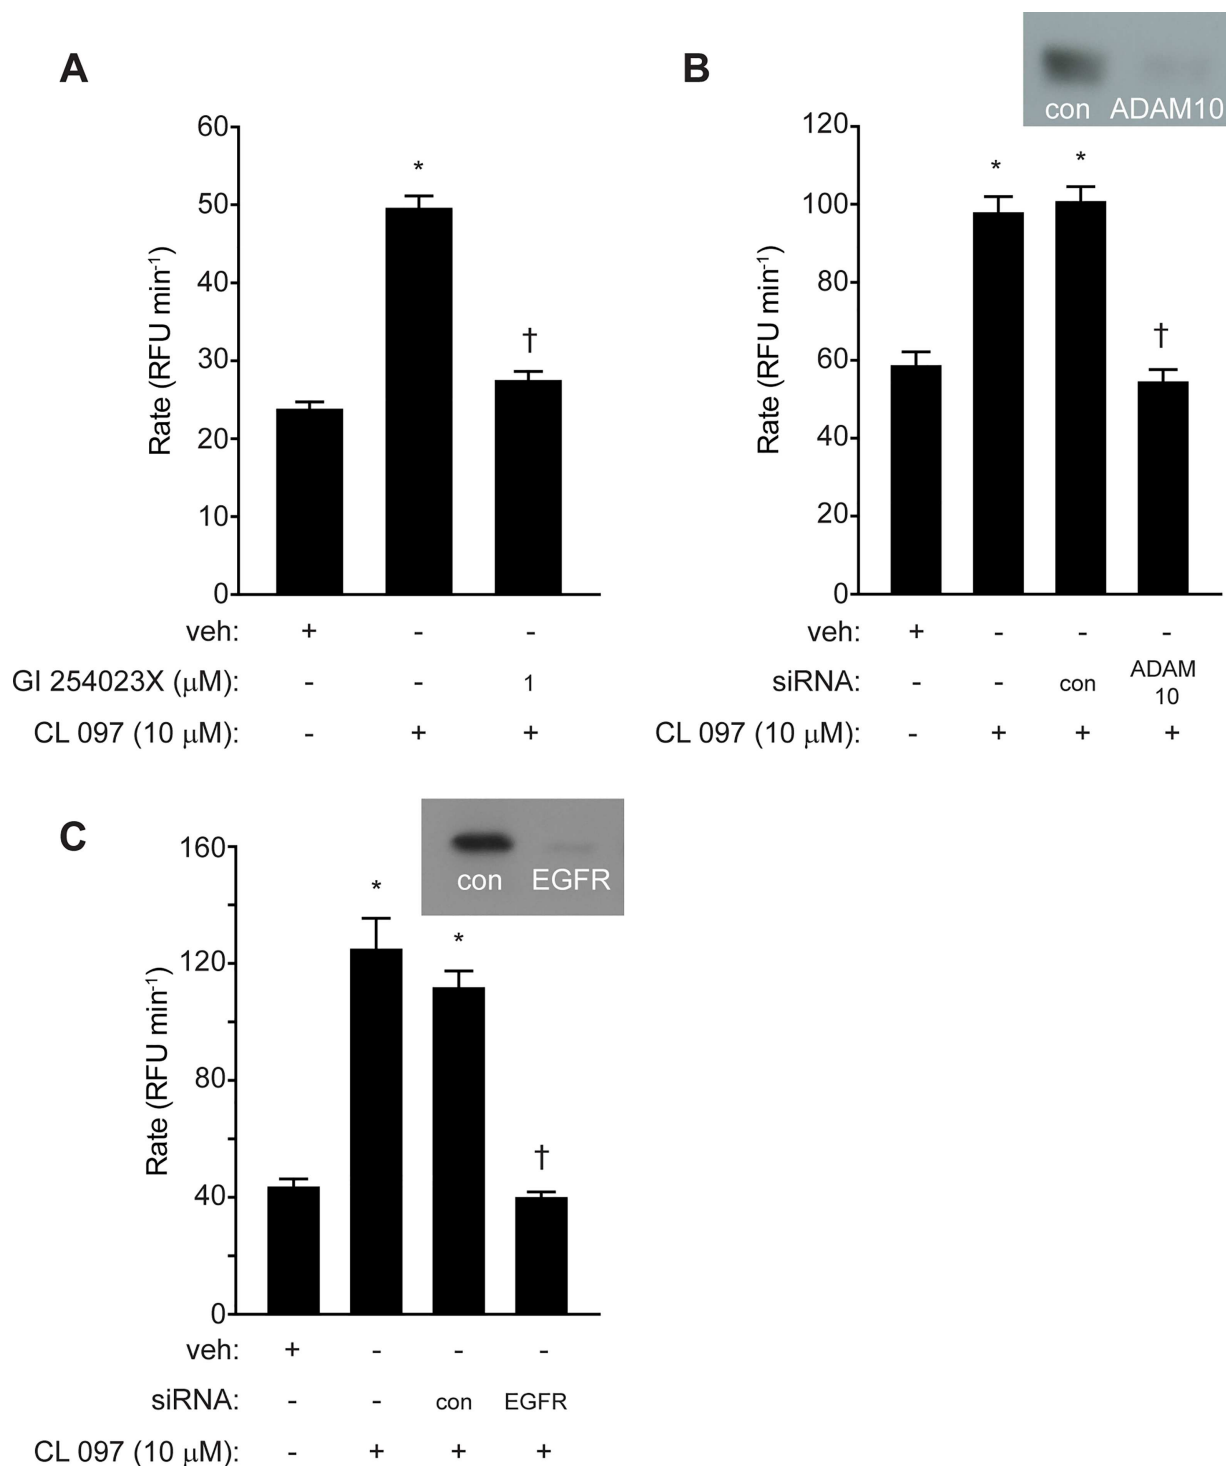 A
60
50
40
30
20
10
0
Rate (RFU min-1)
*
†
veh: + - -
GI 254023X (μM): - - 1
CL 097 (10 μM): - + +
B
con ADAM10
120
100
80
60
40
20
0
Rate (RFU min-1)
* *
†
veh: + - - -
siRNA: - - con ADAM 10
CL 097 (10 μM): - + + +
C
con EGFR
160
120
80
40
0
Rate (RFU min-1)
*
*
†
veh: + - - -
siRNA: - - con EGFR
CL 097 (10 μM): - + + +